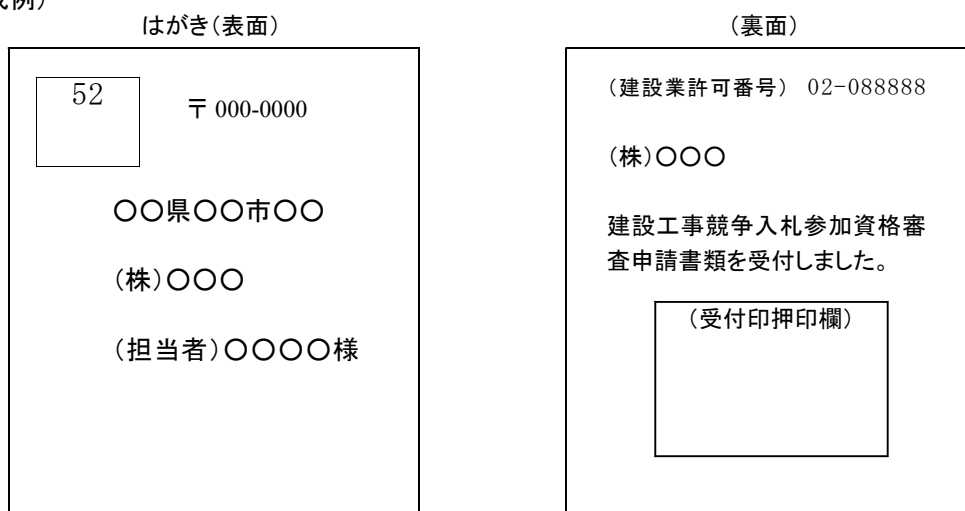 例）
はがき（表面）
52
〒 000-0000
〇〇県〇〇市〇〇
（株）〇〇〇
（担当者）〇〇〇〇様
（裏面）
（建設業許可番号） 02-088888
（株）〇〇〇
建設工事競争入札参加資格審
査申請書類を受付しました。
（受付印押印欄）